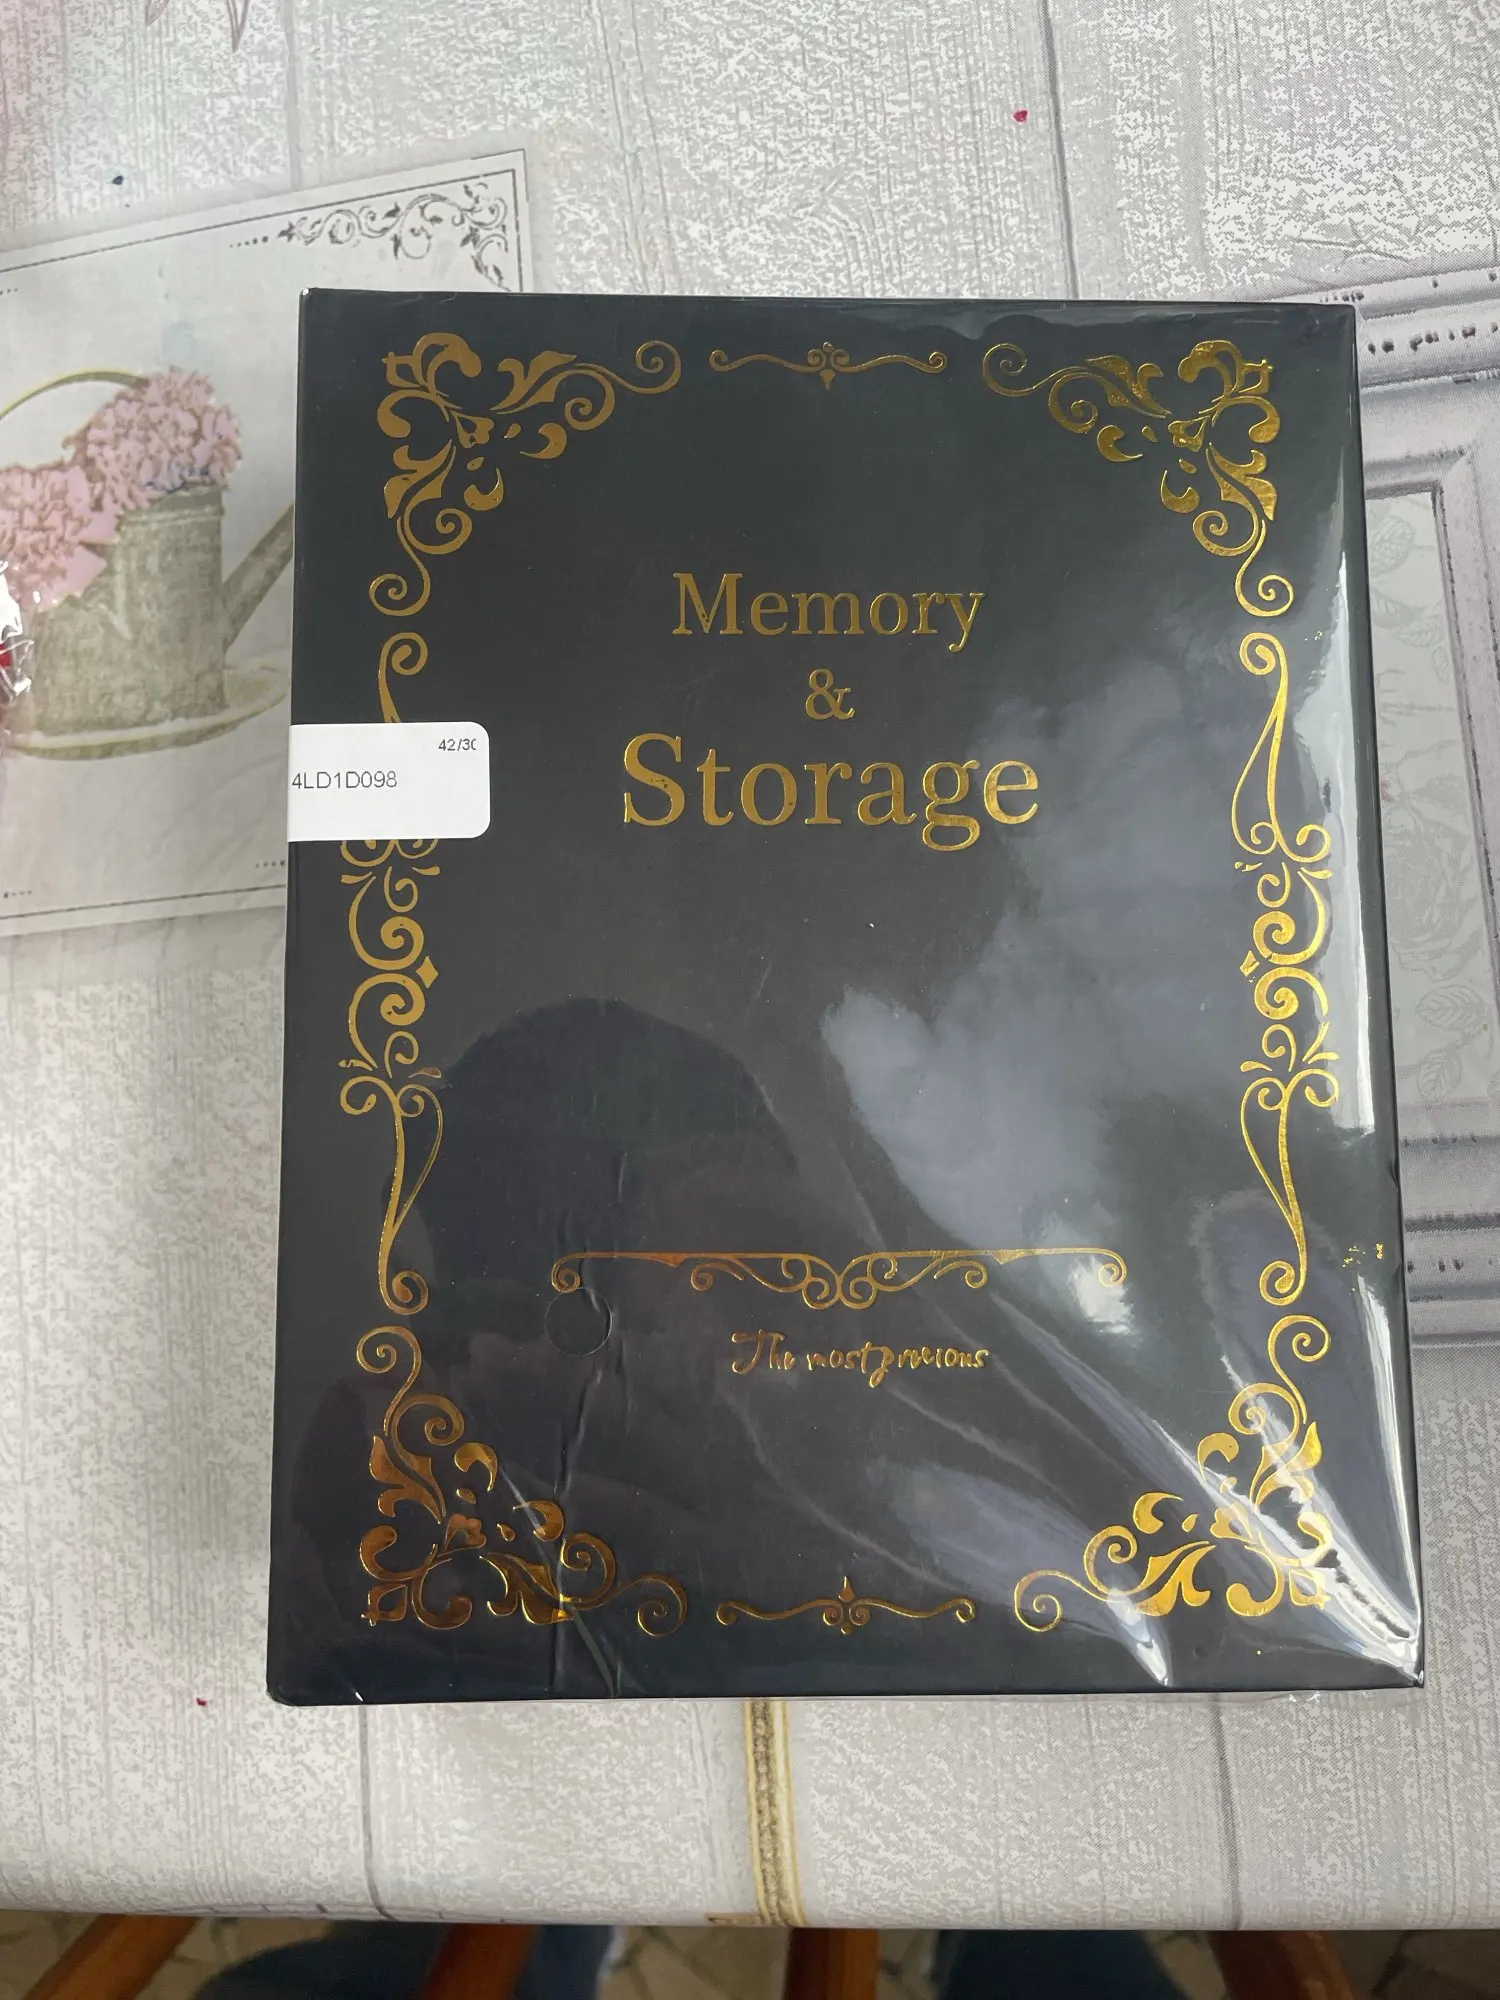 Memory
&
Storage
42/30
4LD1D098
The most precious